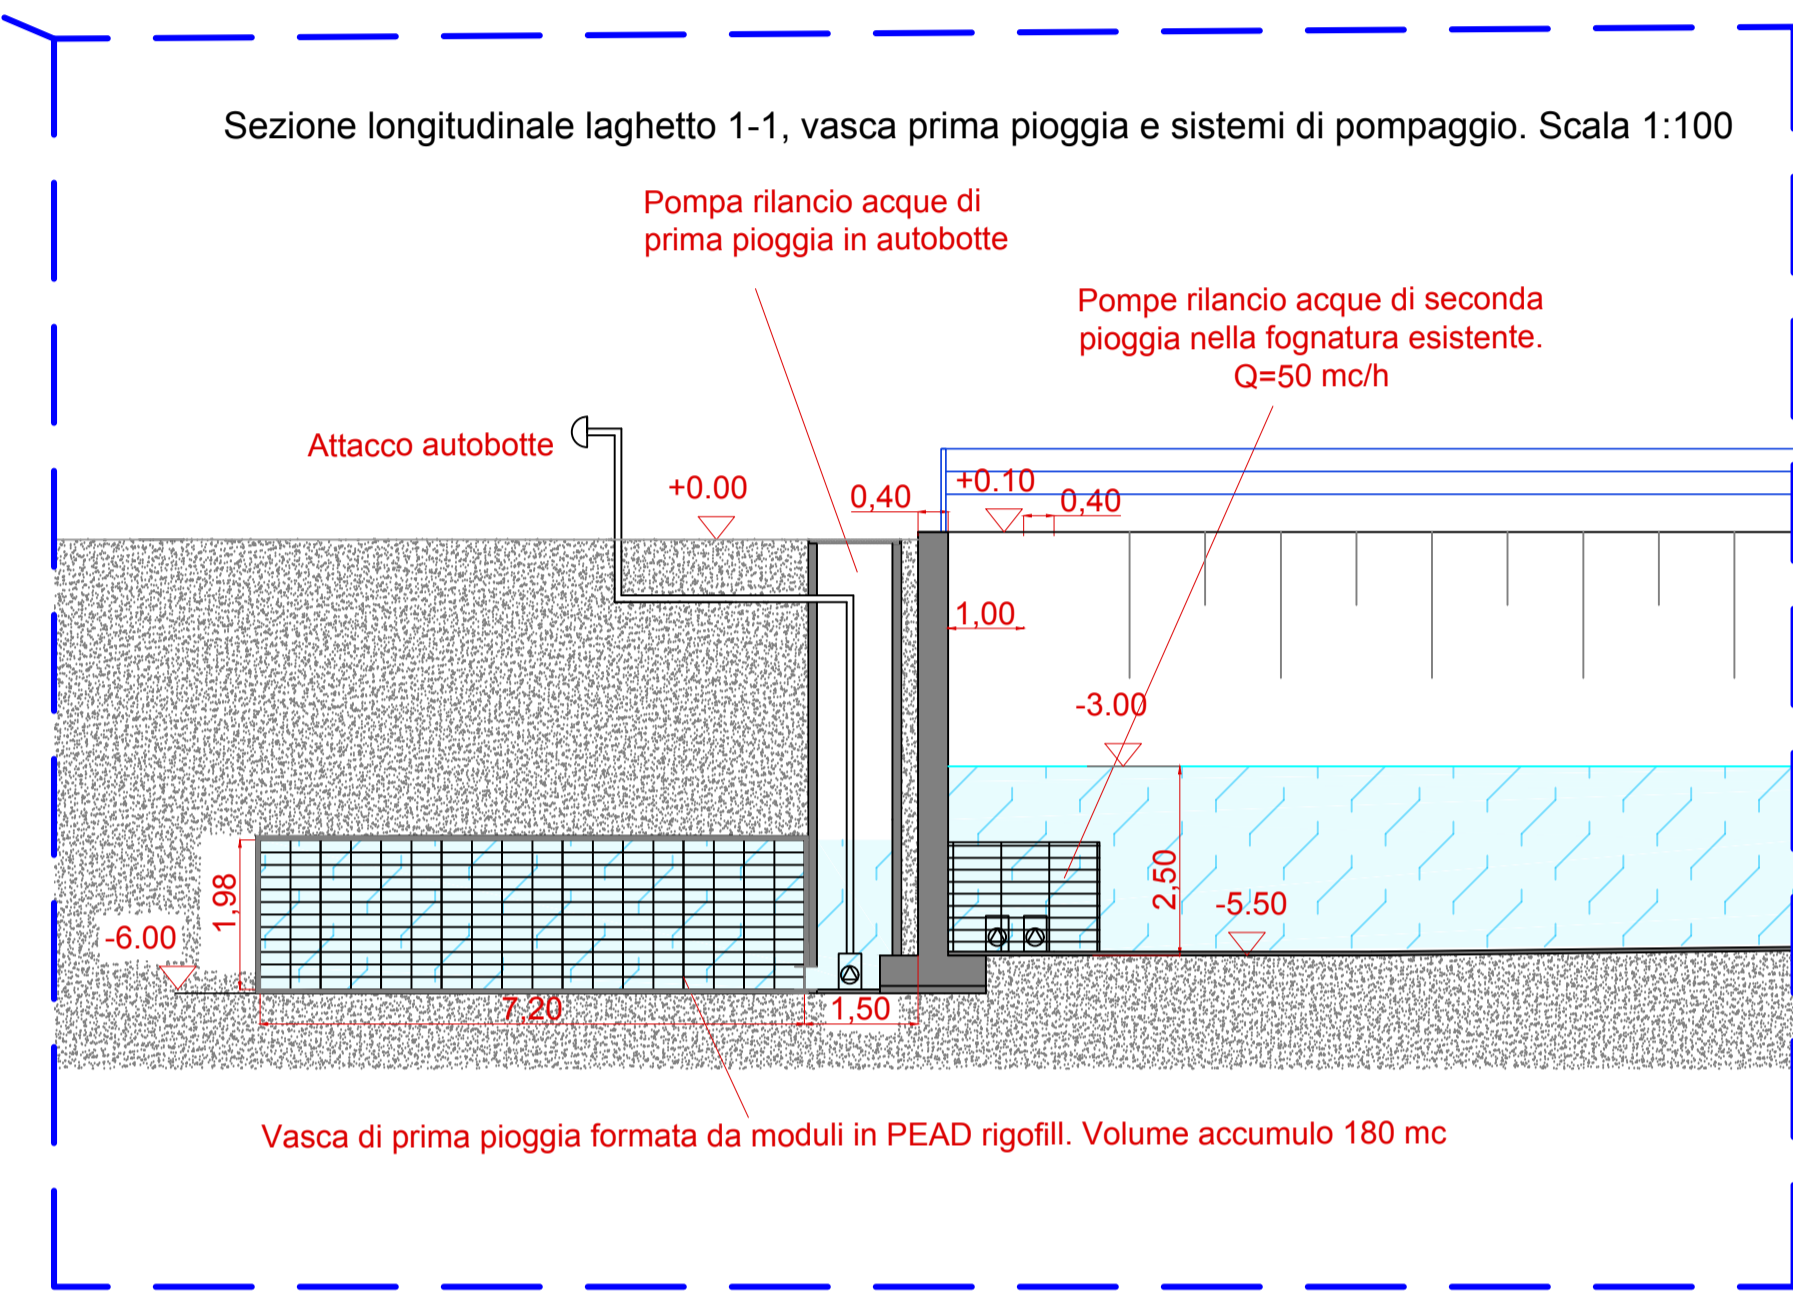 Sezione longitudinale laghetto 1-1, vasca prima pioggia e sistemi di pompaggio. Scala 1:100
Pompa rilancio acque di
prima pioggia in autobotte
Pompe rilancio acque di seconda
pioggia nella fognatura esistente.
Q=50 mc/h
Attacco autobotte
+0.00
0,40
+0.10
0,40
1,00
-3.00
1,98
2,50
-5.50
-6.00
7,20
1,50
Vasca di prima pioggia formata da moduli in PEAD rigofill. Volume accumulo 180 mc